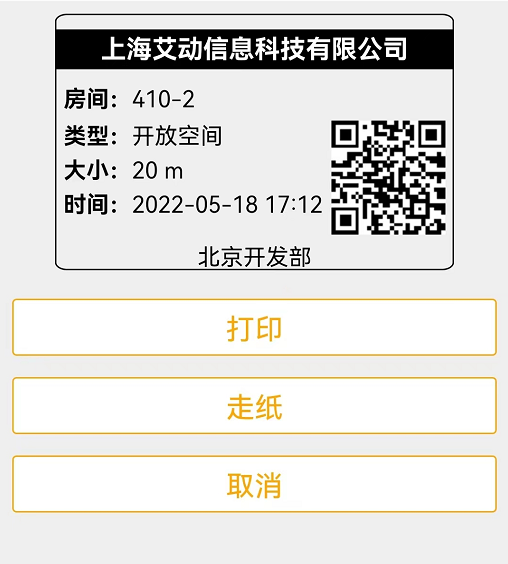 上海艾动信息科技有限公司
房间：410-2
类型：开放空间
大小：20 m
时间：2022-05-18 17:12
北京开发部
打印
走纸
取消